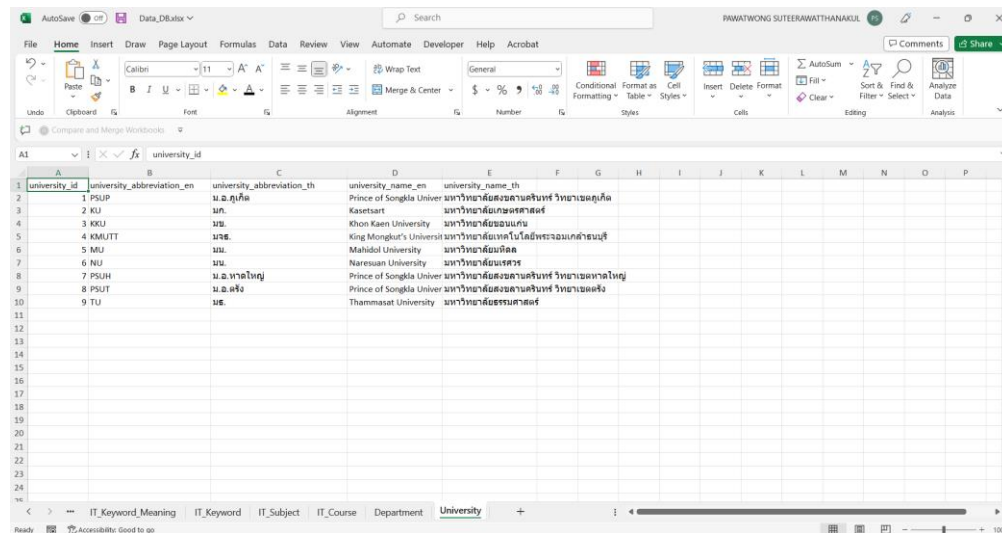 AutoSave Off Data_DB.xlsx Search PAWATWONG SUTEERAWATTHANAKUL PS
File Home Insert Draw Page Layout Formulas Data Review View Automate Developer Help Acrobat Comments Share
Paste Calibri 11 A^ A˅ Wrap Text General Conditional Format as Cell Insert Delete Format AutoSum Sort & Find & Analyze
B I U A Merge & Center $ % 9 Formatting Table Styles Fill Filter Select Data
Clear
Undo Clipboard Font Alignment Number Styles Cells Editing Analysis
Compare and Merge Workbooks
A1 fx university_id
A B C D E F G H I J K L M N O P
1 university_id university_abbreviation_en university_abbreviation_th university_name_en university_name_th
2 1 PSUP ม.อ.ภูเก็ต Prince of Songkla Univer มหาวิทยาลัยสงขลานครินทร์ วิทยาเขตภูเก็ต
3 2 KU มก. Kasetsart มหาวิทยาลัยเกษตรศาสตร์
4 3 KKU มข. Khon Kaen University มหาวิทยาลัยขอนแก่น
5 4 KMUTT มจธ. King Mongkut's Universit มหาวิทยาลัยเทคโนโลยีพระจอมเกล้าธนบุรี
6 5 MU มม. Mahidol University มหาวิทยาลัยมหิดล
7 6 NU มน. Naresuan University มหาวิทยาลัยนเรศวร
8 7 PSUH ม.อ.หาดใหญ่ Prince of Songkla Univer มหาวิทยาลัยสงขลานครินทร์ วิทยาเขตหาดใหญ่
9 8 PSUT ม.อ.ตรัง Prince of Songkla Univer มหาวิทยาลัยสงขลานครินทร์ วิทยาเขตตรัง
10 9 TU มธ. Thammasat University มหาวิทยาลัยธรรมศาสตร์
11
12
13
14
15
16
17
18
19
20
21
22
23
24
25
IT_Keyword_Meaning IT_Keyword IT_Subject IT_Course Department University +
Ready Accessibility: Good to go